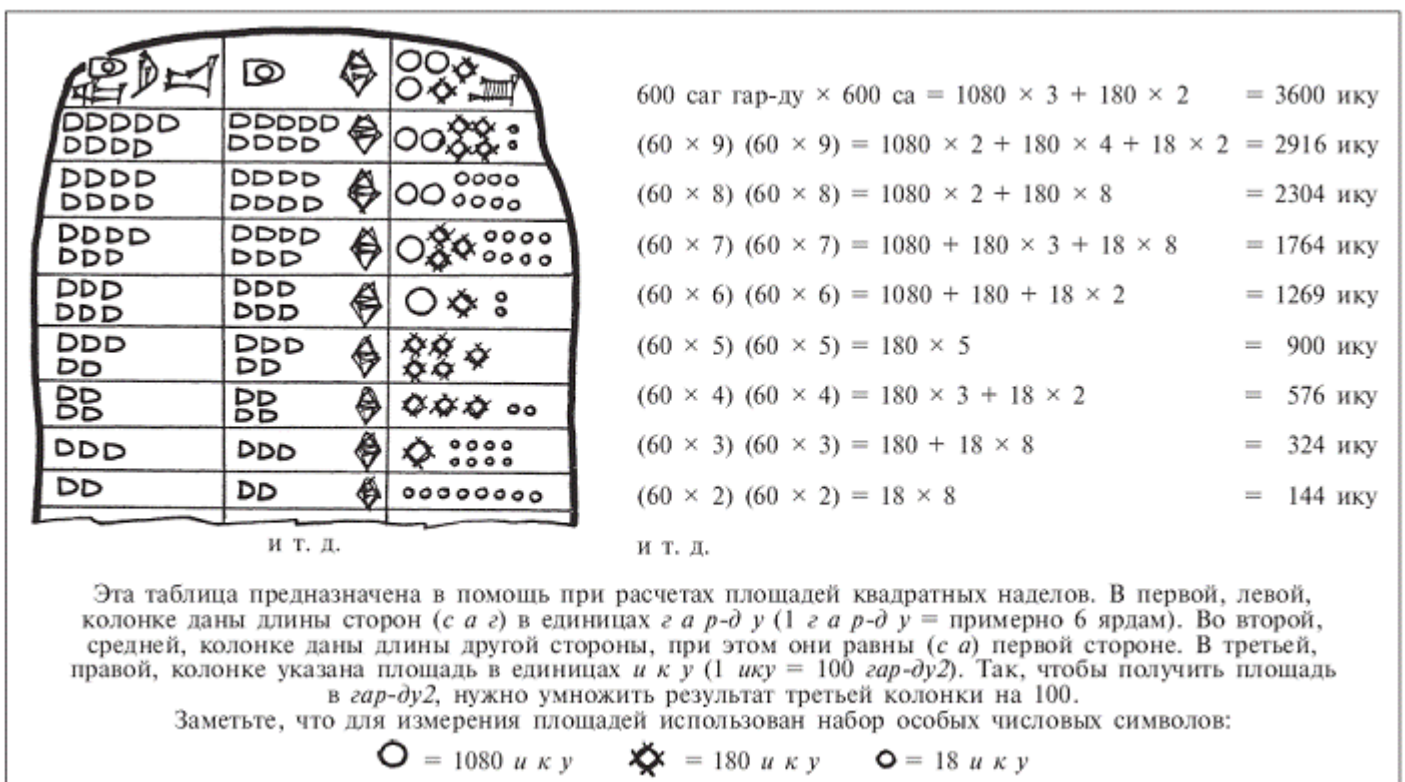 600 саг гар-ду × 600 са = 1080 × 3 + 180 × 2 = 3600 ику
(60 × 9) (60 × 9) = 1080 × 2 + 180 × 4 + 18 × 2 = 2916 ику
(60 × 8) (60 × 8) = 1080 × 2 + 180 × 8 = 2304 ику
(60 × 7) (60 × 7) = 1080 + 180 × 3 + 18 × 8 = 1764 ику
(60 × 6) (60 × 6) = 1080 + 180 + 18 × 2 = 1269 ику
(60 × 5) (60 × 5) = 180 × 5 = 900 ику
(60 × 4) (60 × 4) = 180 × 3 + 18 × 2 = 576 ику
(60 × 3) (60 × 3) = 180 + 18 × 8 = 324 ику
(60 × 2) (60 × 2) = 18 × 8 = 144 ику
и т. д.
и т. д.
Эта таблица предназначена в помощь при расчетах площадей квадратных наделов. В первой, левой,
колонке даны длины сторон (с а г) в единицах г а р-д у (1 г а р-д у = примерно 6 ярдам). Во второй,
средней, колонке даны длины другой стороны, при этом они равны (с а) первой стороне. В третьей,
правой, колонке указана площадь в единицах и к у (1 ику = 100 гар-ду2). Так, чтобы получить площадь
в гар-ду2, нужно умножить результат третьей колонки на 100.
Заметьте, что для измерения площадей использован набор особых числовых символов:
= 1080 и к у = 180 и к у = 18 и к у